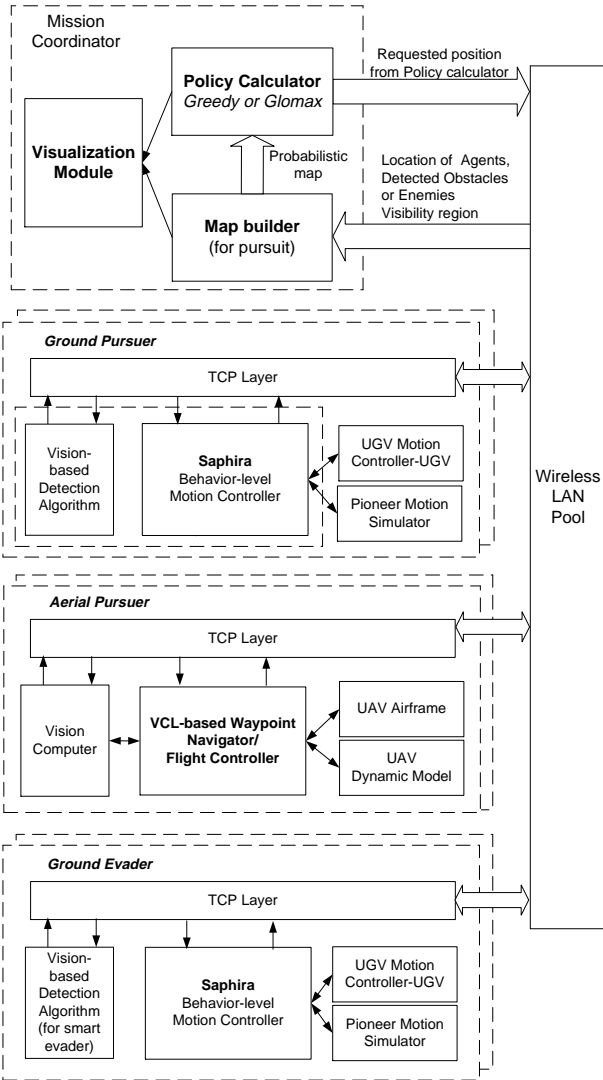 Mission
Coordinator
Policy Calculator
Greedy or Glomax
Requested position
from Policy calculator
Visualization
Module
Probabilistic
map
Location of Agents,
Detected Obstacles
or Enemies
Visibility region
Map builder
(for pursuit)
Wireless
LAN
Pool
Ground Pursuer
TCP Layer
Vision-
based
Detection
Algorithm
Saphira
Behavior-level
Motion Controller
UGV Motion
Controller-UGV
Pioneer Motion
Simulator
Aerial Pursuer
TCP Layer
Vision
Computer
VCL-based Waypoint
Navigator/
Flight Controller
UAV Airframe
UAV
Dynamic Model
Ground Evader
TCP Layer
Vision-
based
Detection
Algorithm
(for smart
evader)
Saphira
Behavior-level
Motion Controller
UGV Motion
Controller-UGV
Pioneer Motion
Simulator